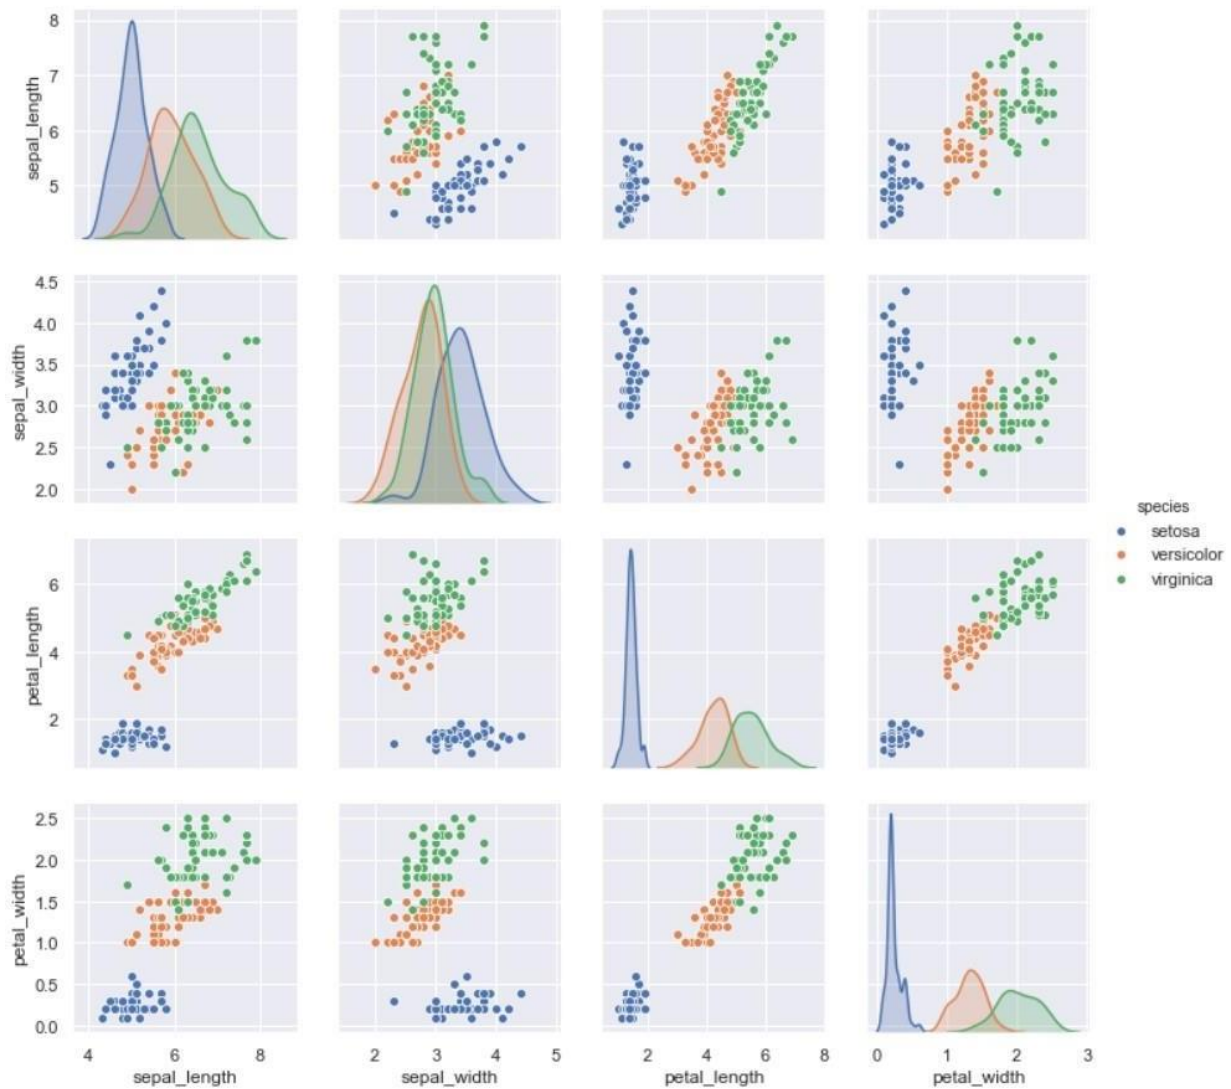 8
7
6
5
sepal_length
4.5
4.0
3.5
3.0
2.5
2.0
sepal_width
6
4
2
petal_length
2.5
2.0
1.5
1.0
0.5
0.0
petal_width
4 6 8
sepal_length
2 3 4 5
sepal_width
2 4 6 8
petal_length
0 1 2 3
petal_width
species
setosa
versicolor
virginica